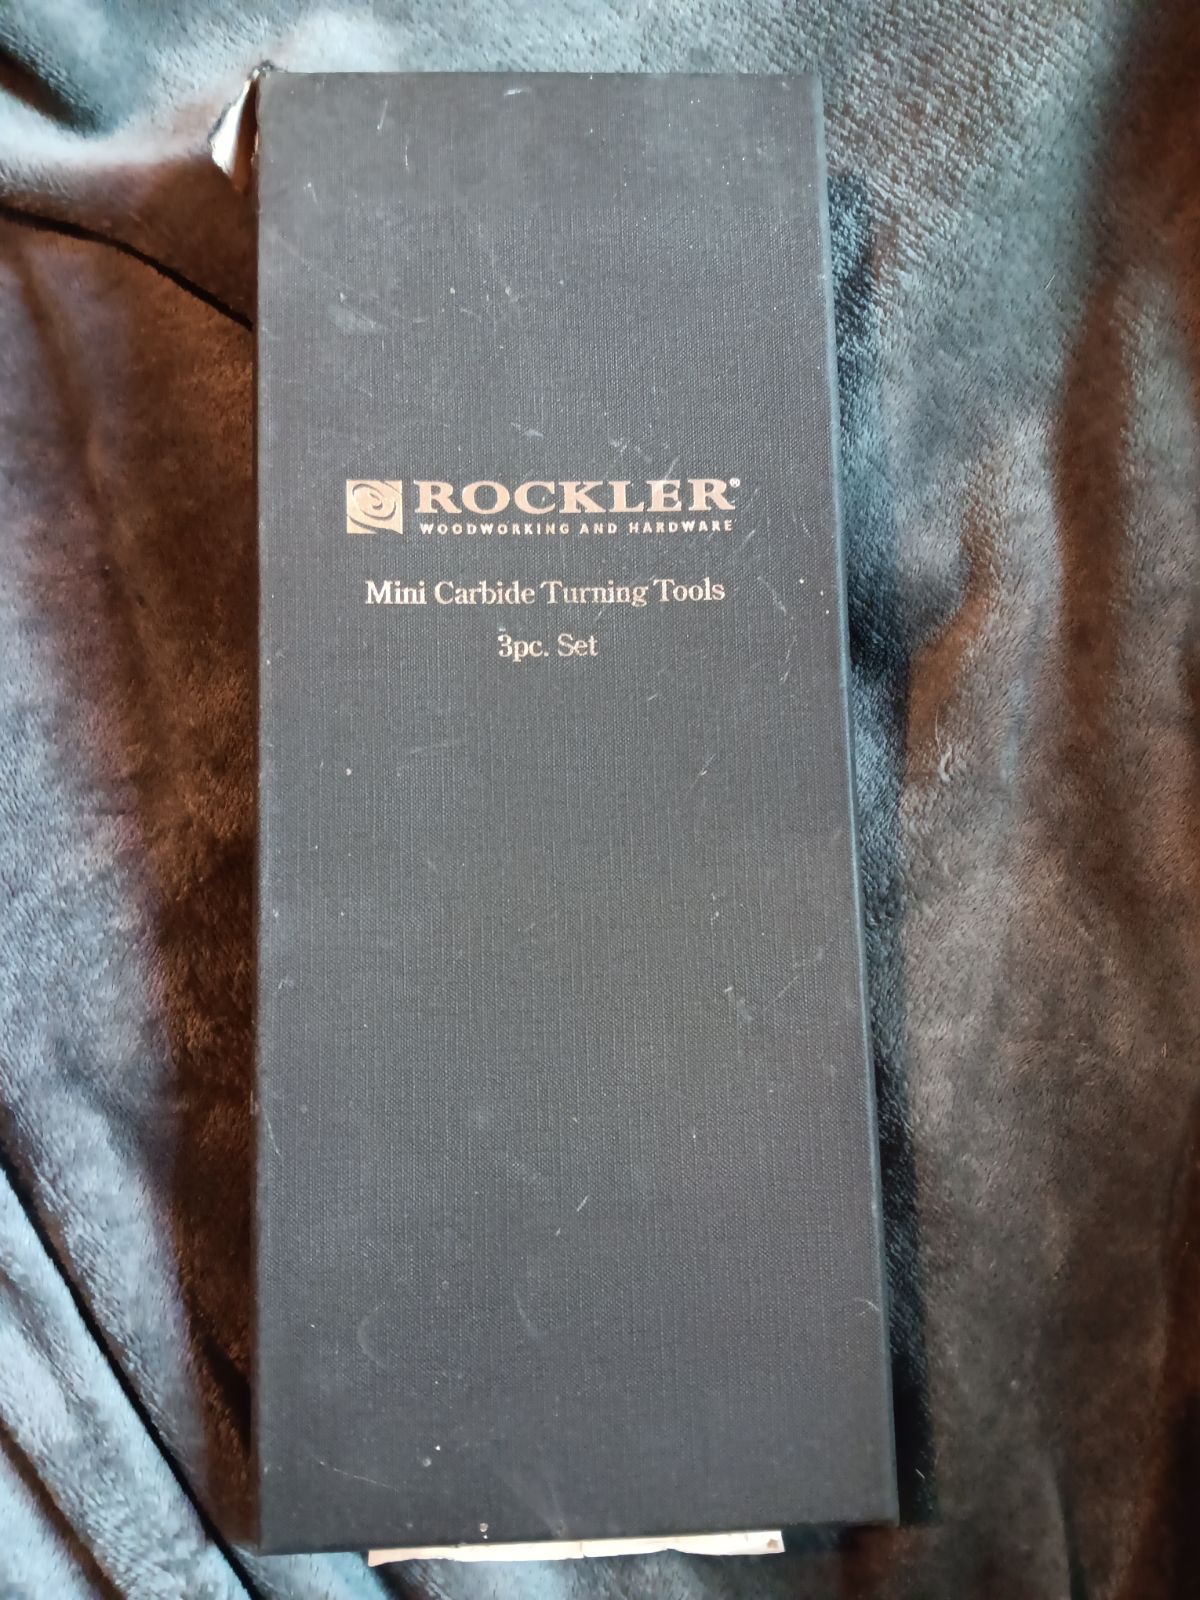 ROCKLER®
WOODWORKING AND HARDWARE
Mini Carbide Turning Tools
3pc. Set